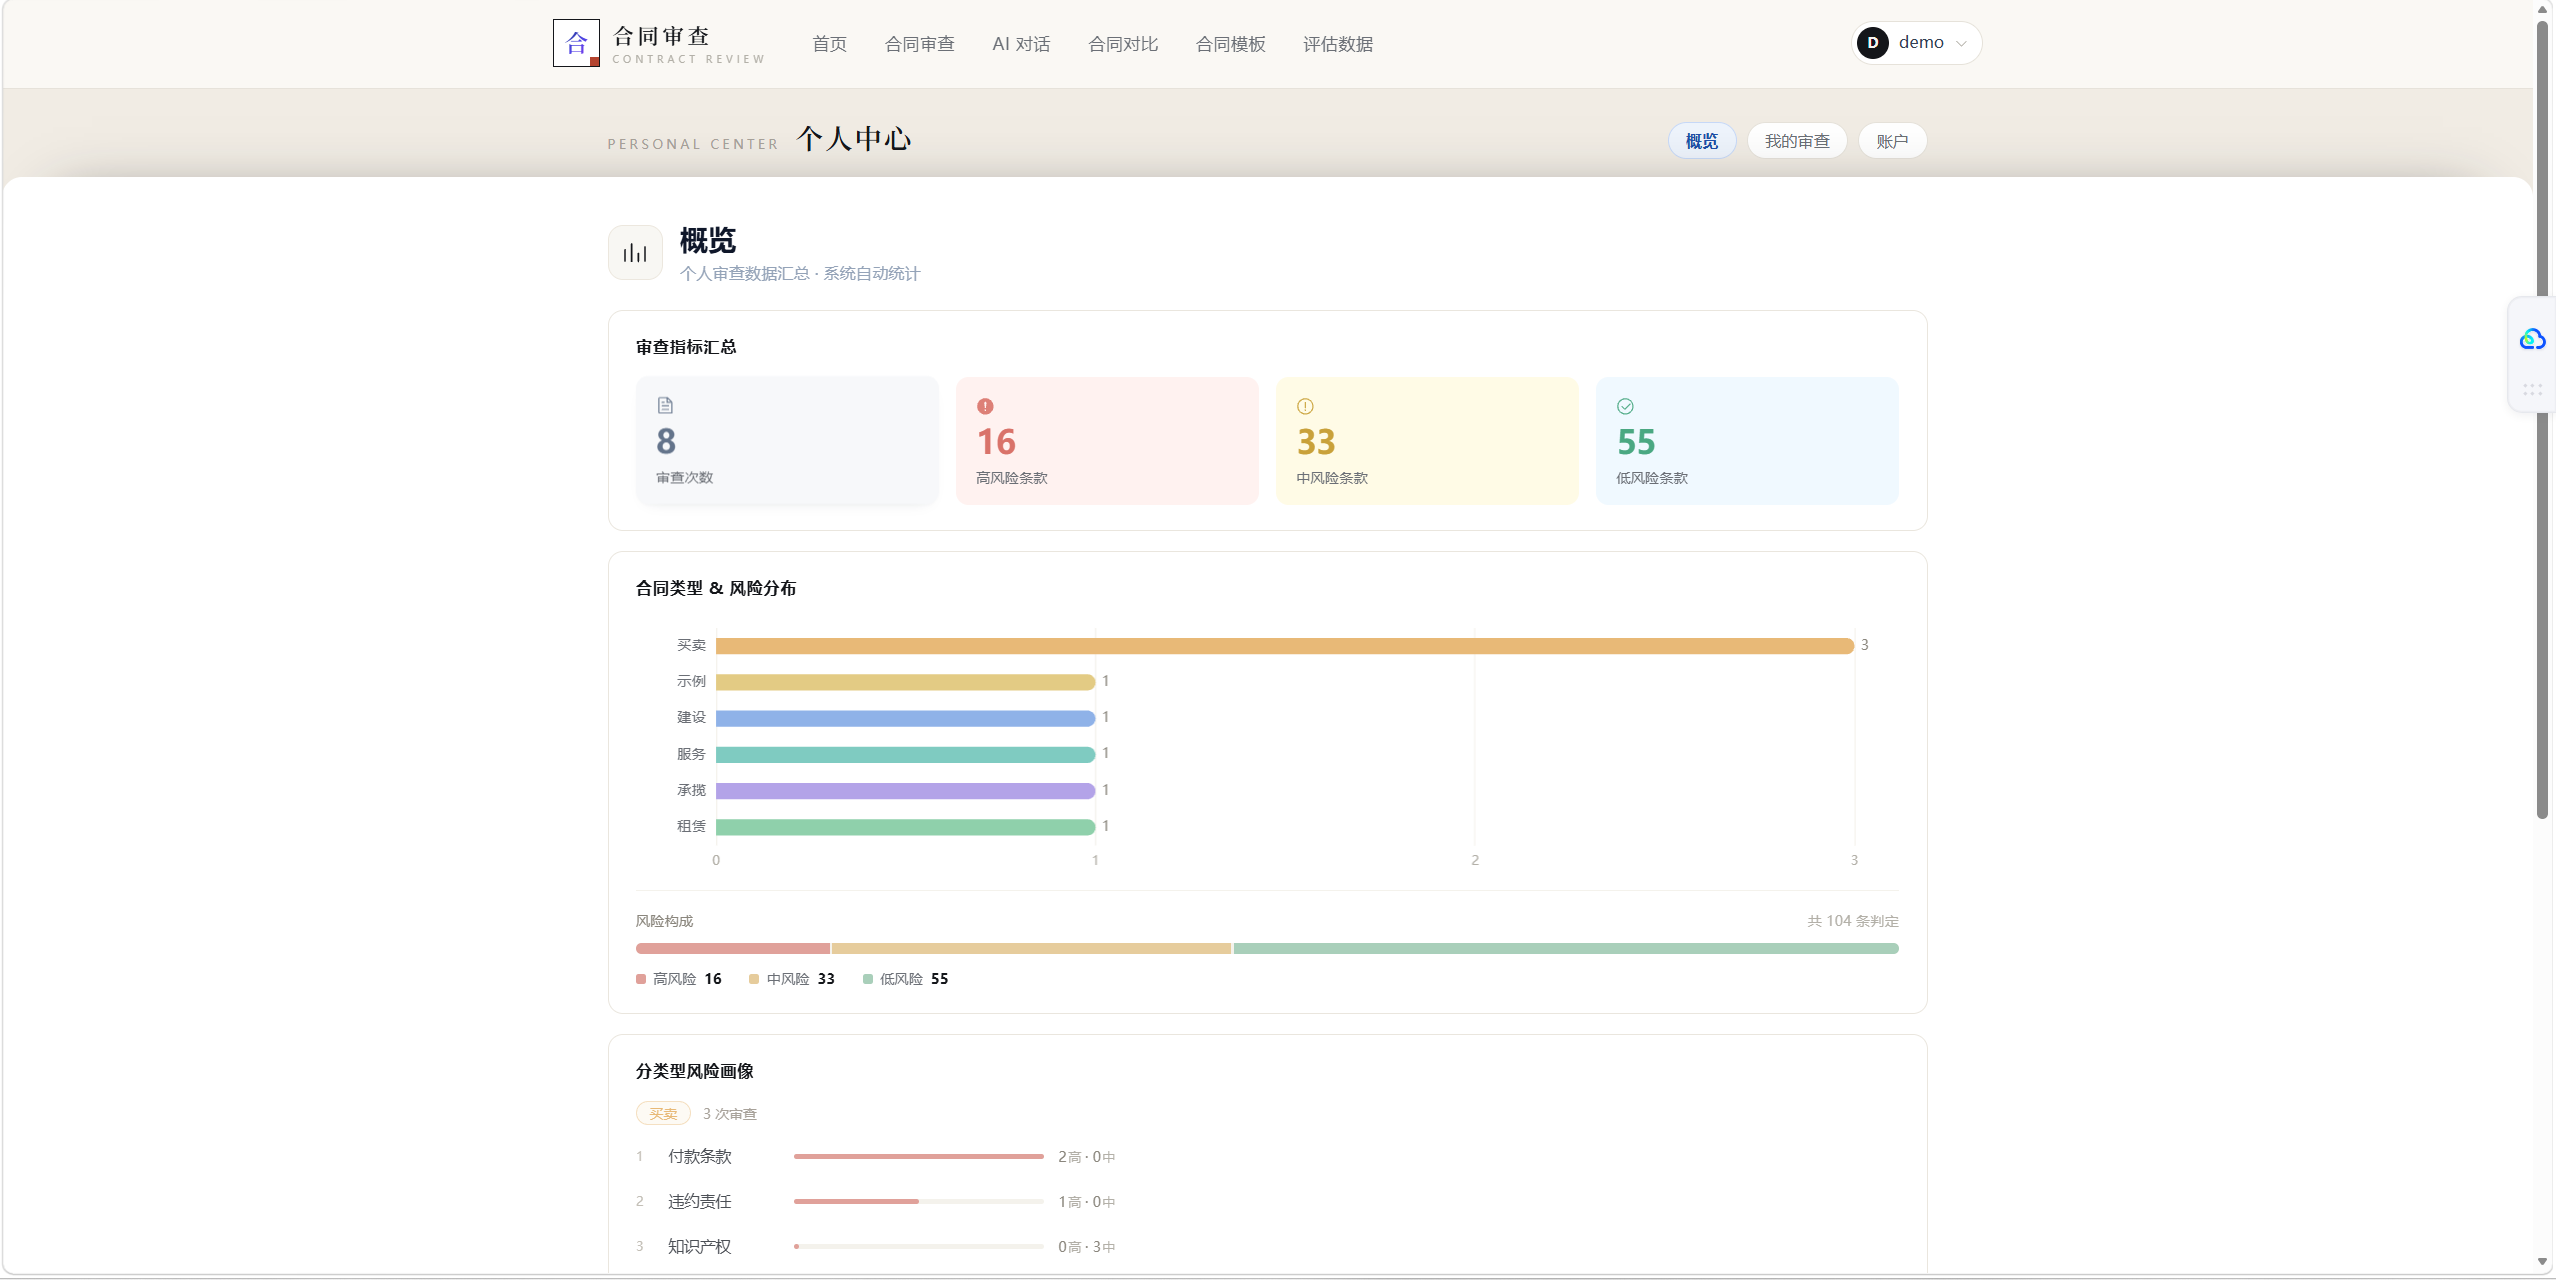 合 合同审查 首页 合同审查 AI 对话 合同对比 合同模板 评估数据 D demo
CONTRACT REVIEW
PERSONAL CENTER 个人中心 概览 我的审查 账户
概览
个人审查数据汇总 · 系统自动统计
审查指标汇总
8 16 33 55
审查次数 高风险条款 中风险条款 低风险条款
合同类型 & 风险分布
买卖 3
示例 1
建设 1
服务 1
承揽 1
租赁 1
0 1 2 3
风险构成 共 104 条判定
高风险 16 中风险 33 低风险 55
分类型风险画像
买卖 3 次审查
1 付款条款 2高 · 0中
2 违约责任 1高 · 0中
3 知识产权 0高 · 3中